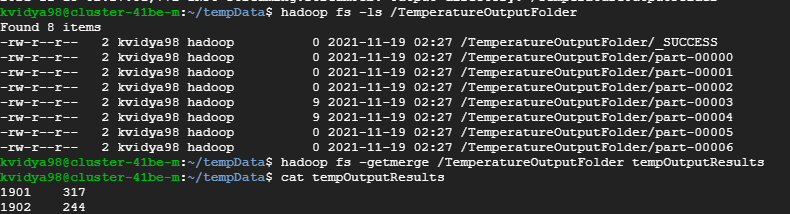 kvidya98@cluster-41be-m:~/tempData$ hadoop fs -ls /TemperatureOutputFolder
Found 8 items
-rw-r--r--   2 kvidya98 hadoop          0 2021-11-19 02:27 /TemperatureOutputFolder/_SUCCESS
-rw-r--r--   2 kvidya98 hadoop          0 2021-11-19 02:27 /TemperatureOutputFolder/part-00000
-rw-r--r--   2 kvidya98 hadoop          0 2021-11-19 02:27 /TemperatureOutputFolder/part-00001
-rw-r--r--   2 kvidya98 hadoop          0 2021-11-19 02:27 /TemperatureOutputFolder/part-00002
-rw-r--r--   2 kvidya98 hadoop          9 2021-11-19 02:27 /TemperatureOutputFolder/part-00003
-rw-r--r--   2 kvidya98 hadoop          9 2021-11-19 02:27 /TemperatureOutputFolder/part-00004
-rw-r--r--   2 kvidya98 hadoop          0 2021-11-19 02:27 /TemperatureOutputFolder/part-00005
-rw-r--r--   2 kvidya98 hadoop          0 2021-11-19 02:27 /TemperatureOutputFolder/part-00006
kvidya98@cluster-41be-m:~/tempData$ hadoop fs -getmerge /TemperatureOutputFolder tempOutputResults
kvidya98@cluster-41be-m:~/tempData$ cat tempOutputResults
1901    317
1902    244